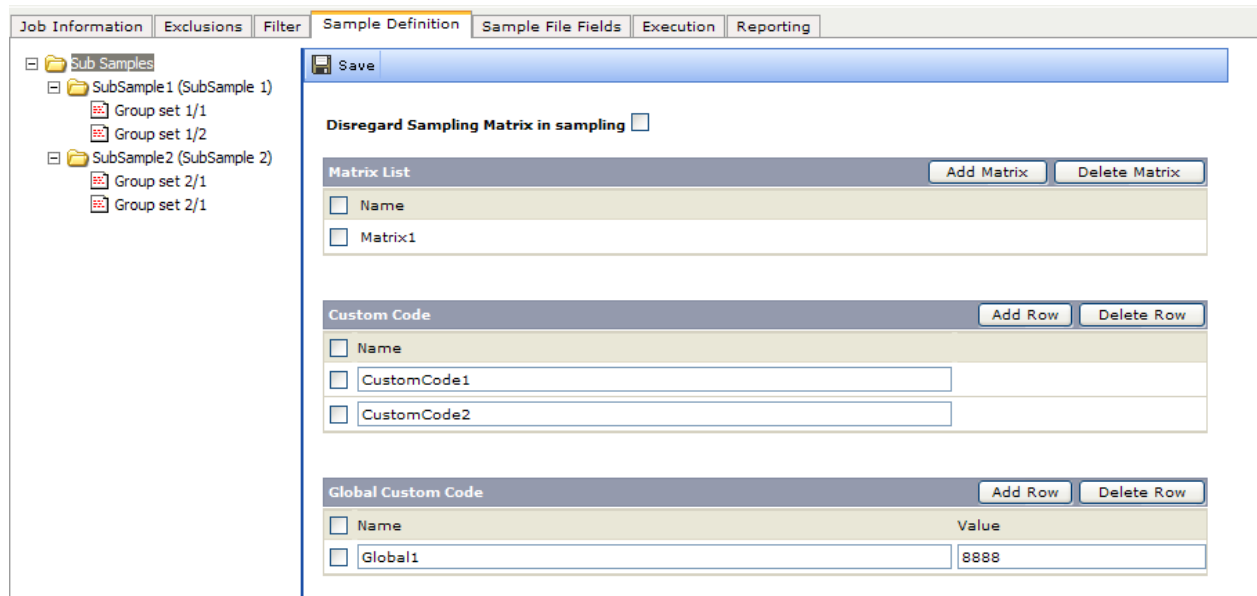 Job Information Exclusions Filter Sample Definition Sample File Fields Execution Reporting
Sub Samples
SubSample1 (SubSample 1)
Group set 1/1
Group set 1/2
SubSample2 (SubSample 2)
Group set 2/1
Group set 2/1
Save
Disregard Sampling Matrix in sampling
Matrix List Add Matrix Delete Matrix
Name
Matrix1
Custom Code Add Row Delete Row
Name
CustomCode1
CustomCode2
Global Custom Code Add Row Delete Row
Name Value
Global1 8888